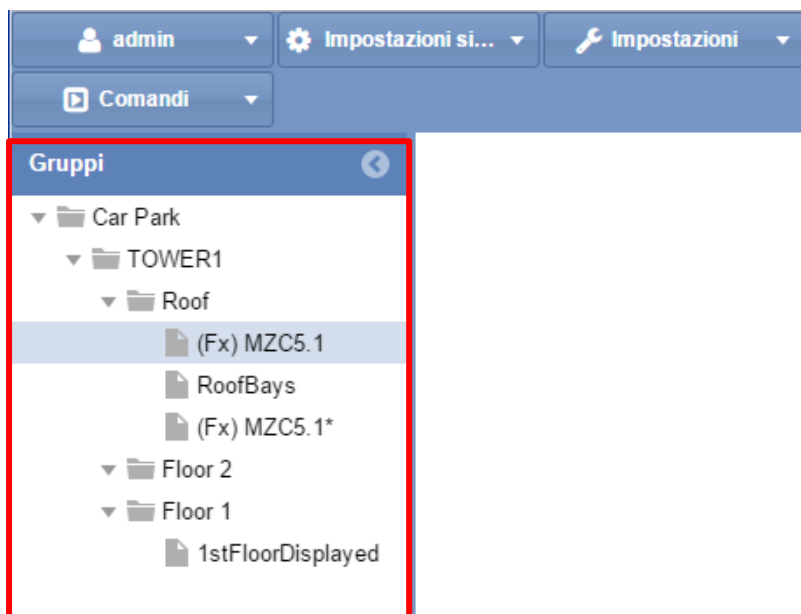 admin
Impostazioni si...
Impostazioni
Comandi
Gruppi
Car Park
TOWER1
Roof
(Fx) MZC5.1
RoofBays
(Fx) MZC5.1*
Floor 2
Floor 1
1stFloorDisplayed